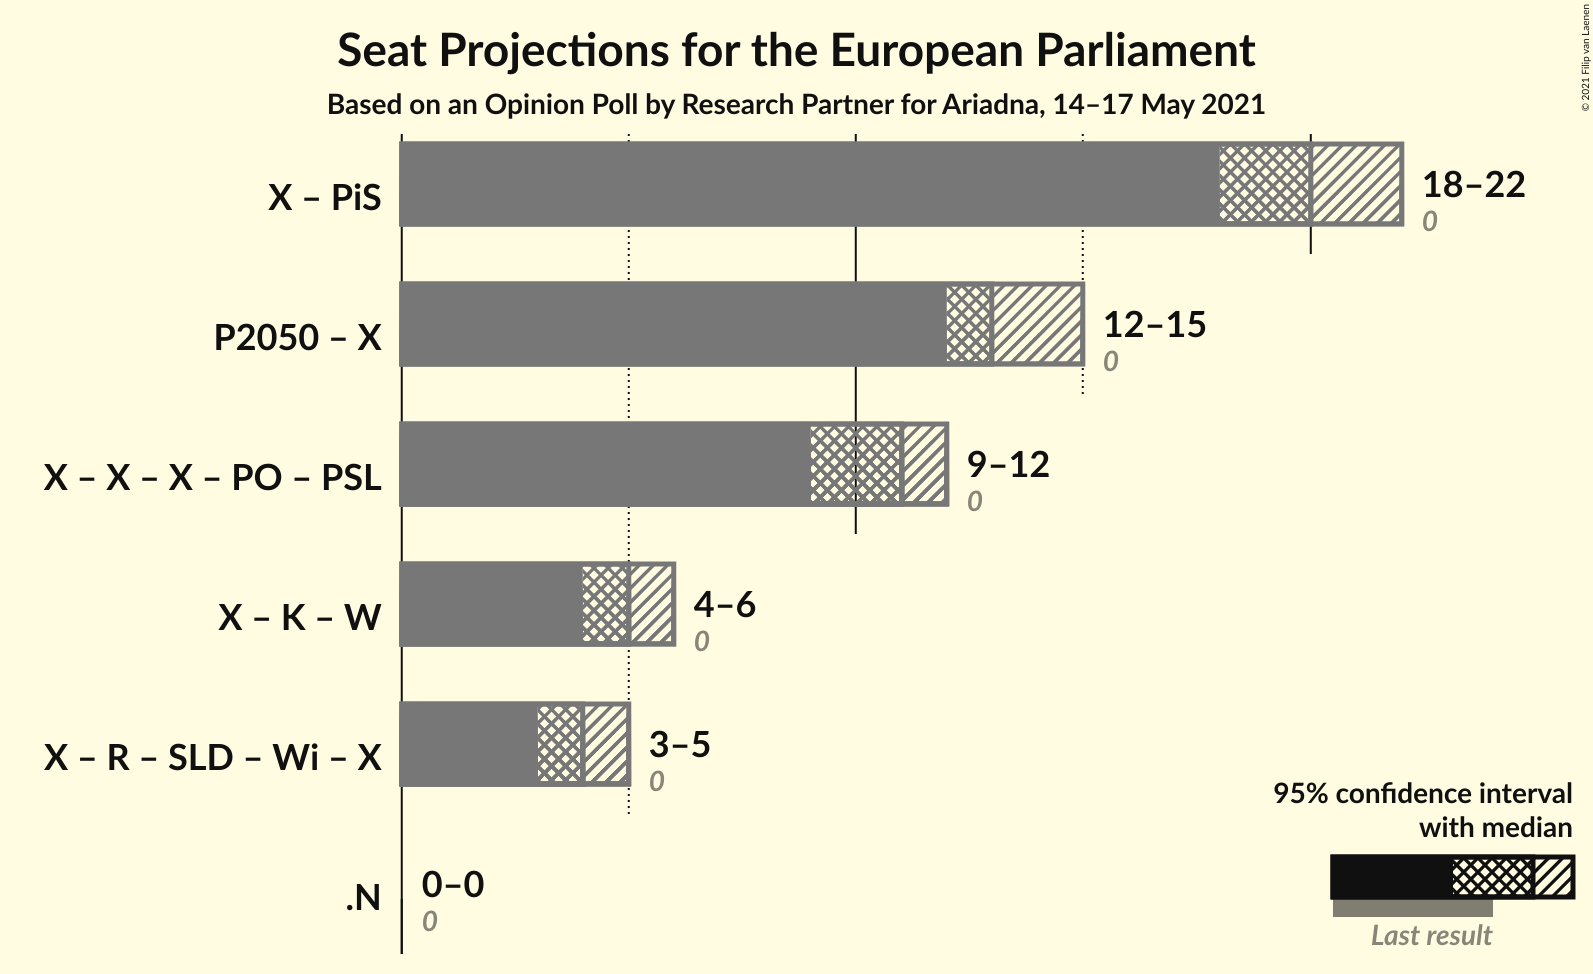 Seat Projections for the European Parliament
Based on an Opinion Poll by Research Partner for Ariadna, 14–17 May 2021
© 2021 Filip van Laenen
X – PiS
18–22
0
P2050 – X
12–15
0
X – X – X – PO – PSL
9–12
0
X – K – W
4–6
0
X – R – SLD – Wi – X
3–5
0
.N
0–0
0
95% confidence interval
with median
Last result